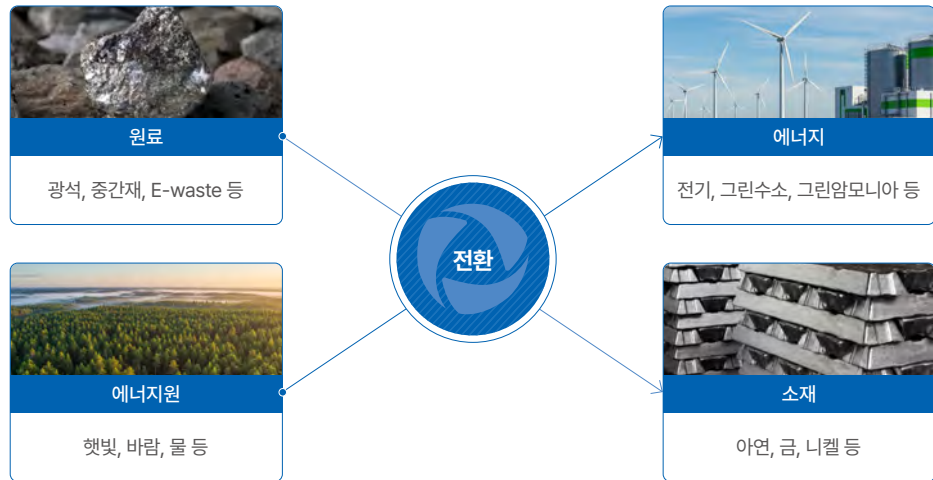 원료
광석, 중간재, E-waste 등
에너지원
햇빛, 바람, 물 등
전환
에너지
전기, 그린수소, 그린암모니아 등
소재
아연, 금, 니켈 등